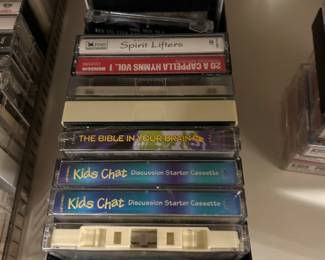 Spirit Lifters
20 A CAPPELLA HYMNS VOL. 1
THE BIBLE IN YOUR BRAIN
Kids Chat Discussion Starter Cassette
Kids Chat Discussion Starter Cassette